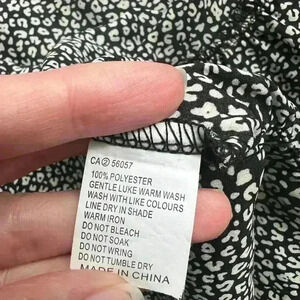 CA② 56057
100% POLYESTER
GENTLE LUKE WARM WASH
WASH WITH LIKE COLOURS
LINE DRY IN SHADE
WARM IRON
DO NOT BLEACH
DO NOT SOAK
DO NOT WRING
DO NOT TUMBLE DRY
MADE IN CHINA